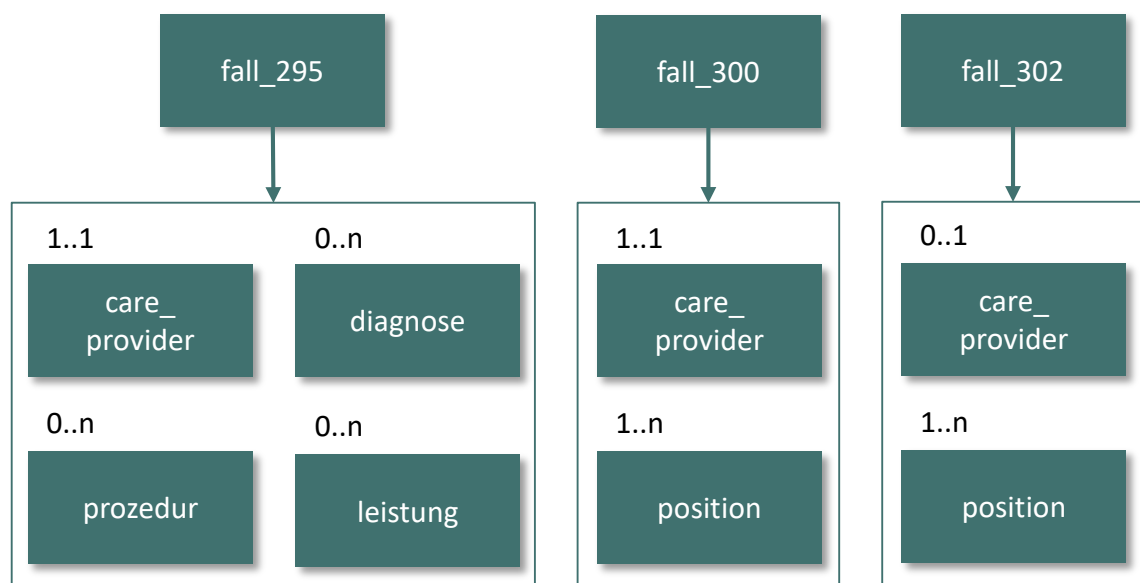 fall_295
fall_300
fall_302
1..1
0..n
care_
provider
diagnose
0..n
0..n
prozedur
leistung
1..1
care_
provider
1..n
position
0..1
care_
provider
1..n
position